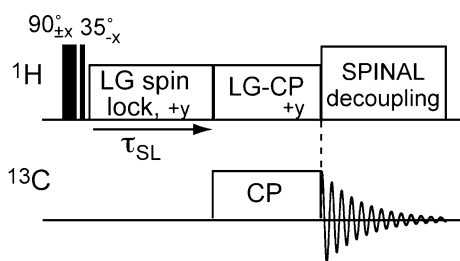 90°±x 35°-x
¹H
LG spin
lock, +y
LG-CP
+y
SPINAL
decoupling
τSL
¹³C
CP